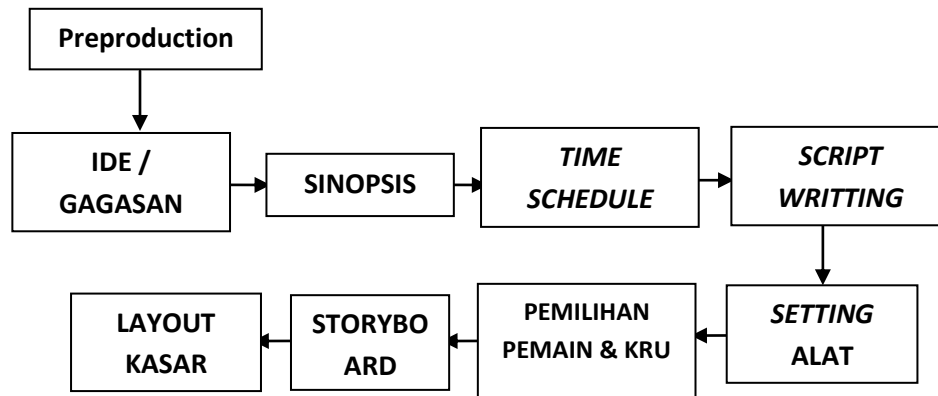 Preproduction
IDE /
GAGASAN
SINOPSIS
TIME
SCHEDULE
SCRIPT
WRITTING
SETTING
ALAT
PEMILIHAN
PEMAIN & KRU
STORYBO
ARD
LAYOUT
KASAR